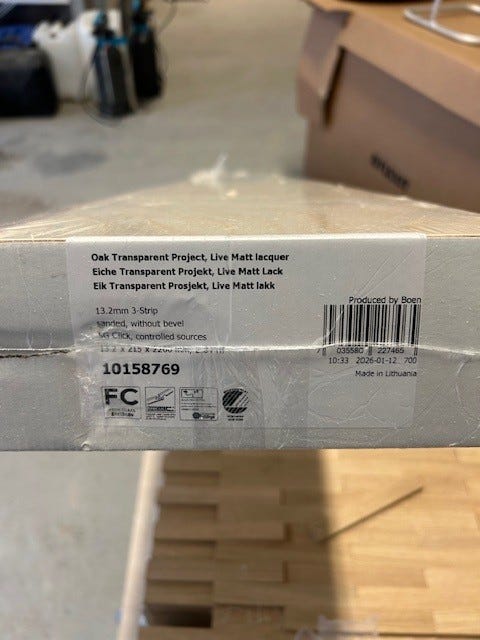 Oak Transparent Project, Live Matt lacquer
Eiche Transparent Projekt, Live Matt Lack
Eik Transparent Prosjekt, Live Matt lakk
13.2mm 3-Strip
sanded, without bevel
Click, controlled sources
Produced by Boen
7 035580 227465
10:33 2026-01-12 700
Made in Lithuania
10158769
FC